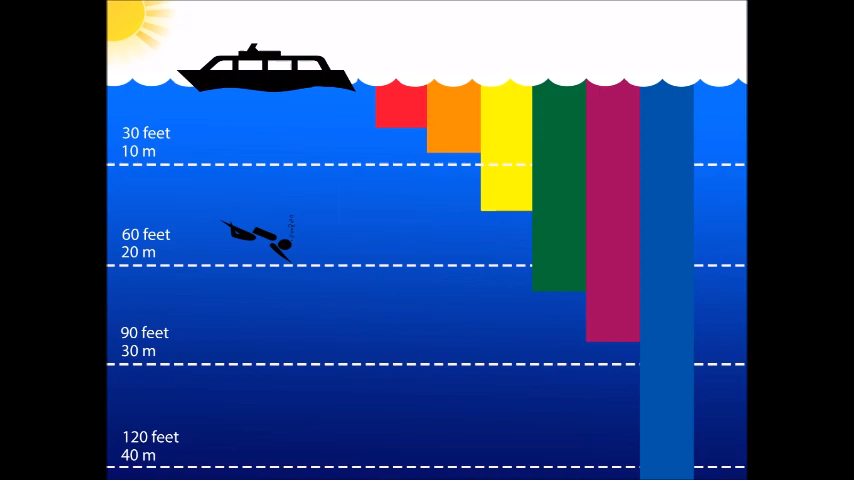 30 feet
10 m
60 feet
20 m
90 feet
30 m
120 feet
40 m